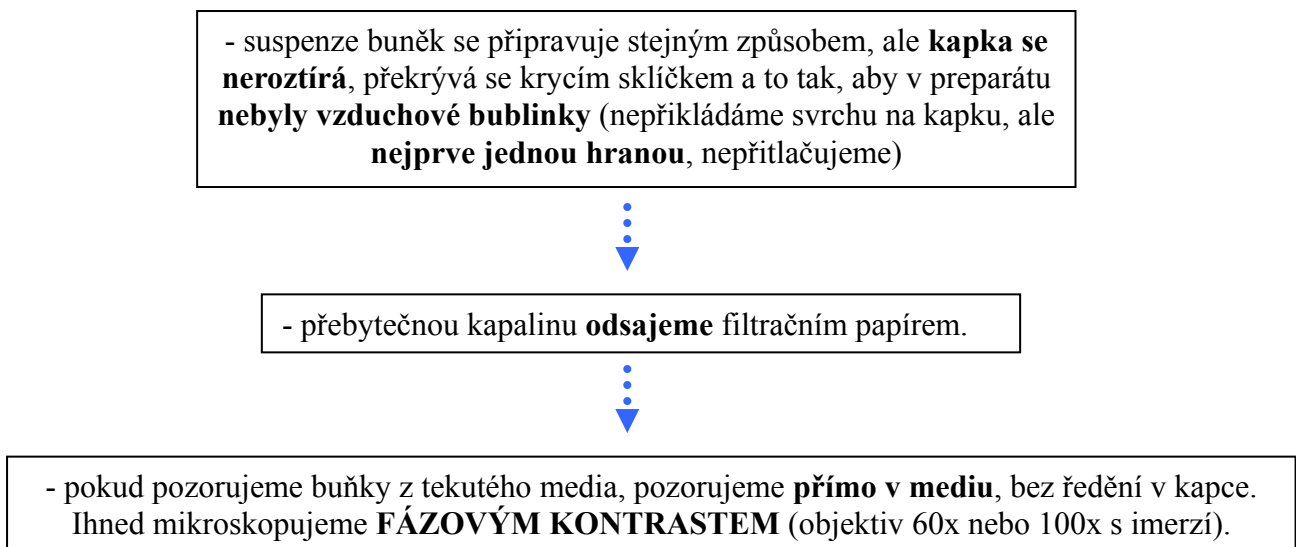 - suspenze buněk se připravuje stejným způsobem, ale kapka se
neroztírá, překrývá se krycím sklíčkem a to tak, aby v preparátu
nebyly vzduchové bublinky (nepřikládáme svrchu na kapku, ale
nejprve jednou hranou, nepřitlačujeme)
- přebytečnou kapalinu odsajeme filtračním papírem.
- pokud pozorujeme buňky z tekutého media, pozorujeme přímo v mediu, bez ředění v kapce.
Ihned mikroskopujeme FÁZOVÝM KONTRASTEM (objektiv 60x nebo 100x s imerzí).